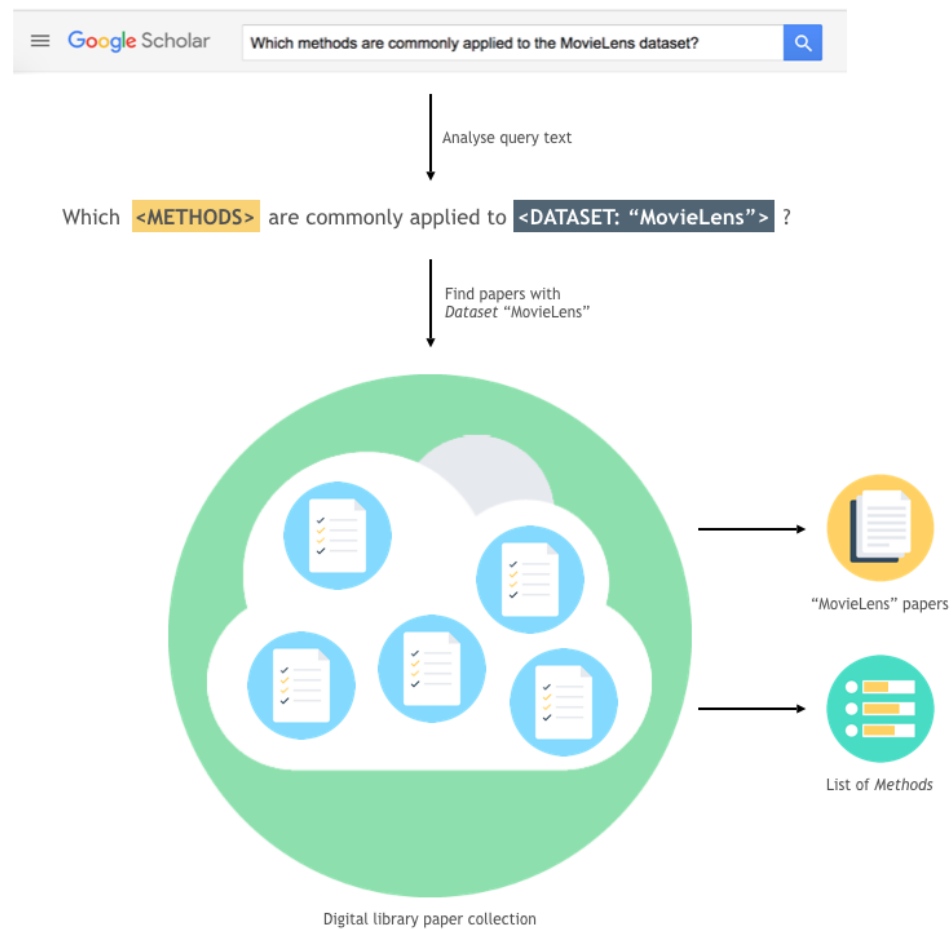 Google Scholar
Which methods are commonly applied to the MovieLens dataset?
Analyse query text
Which <METHODS> are commonly applied to <DATASET: “MovieLens”> ?
Find papers with
Dataset “MovieLens”
“MovieLens” papers
List of Methods
Digital library paper collection